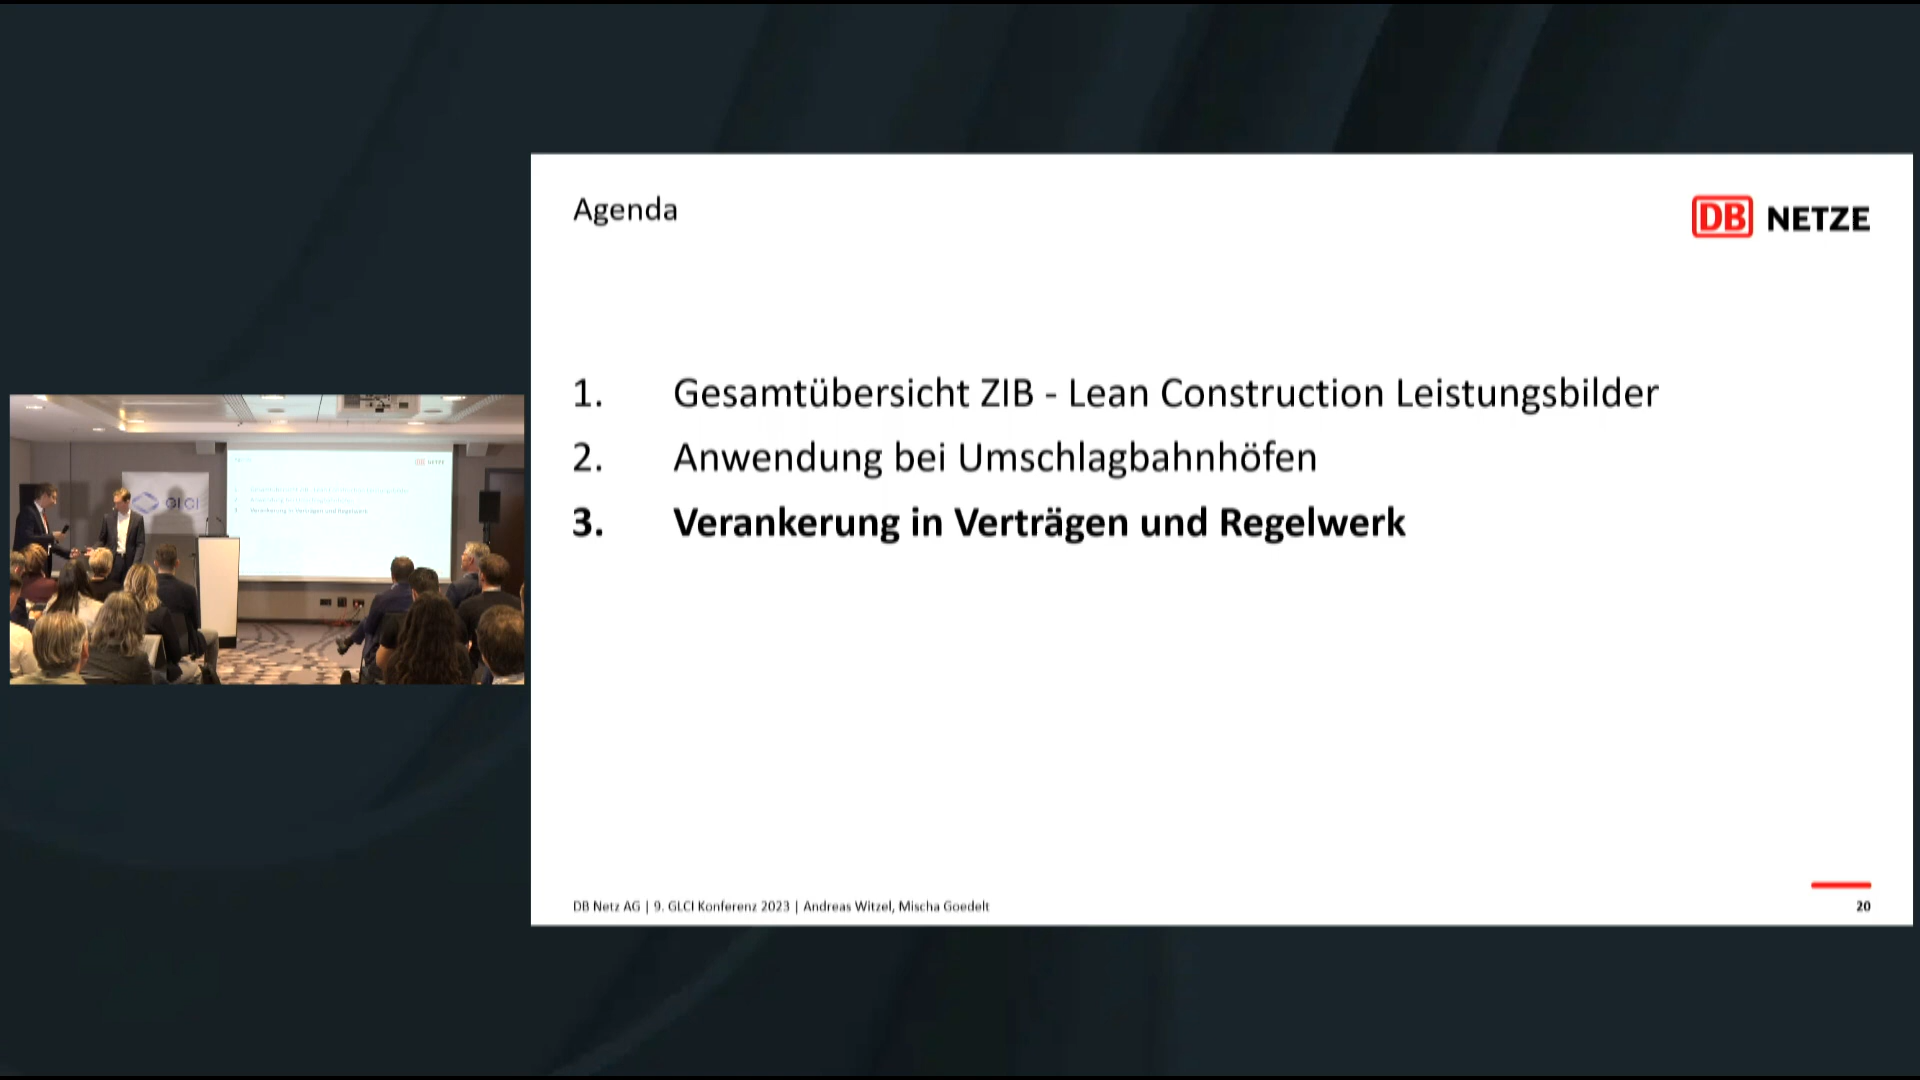 Agenda
DB NETZE
1. Gesamtübersicht ZIB - Lean Construction Leistungsbilder
2. Anwendung bei Umschlagbahnhöfen
3. Verankerung in Verträgen und Regelwerk
DB Netz AG | 9. GLCI Konferenz 2023 | Andreas Witzel, Mischa Goedelt
20
GLCI